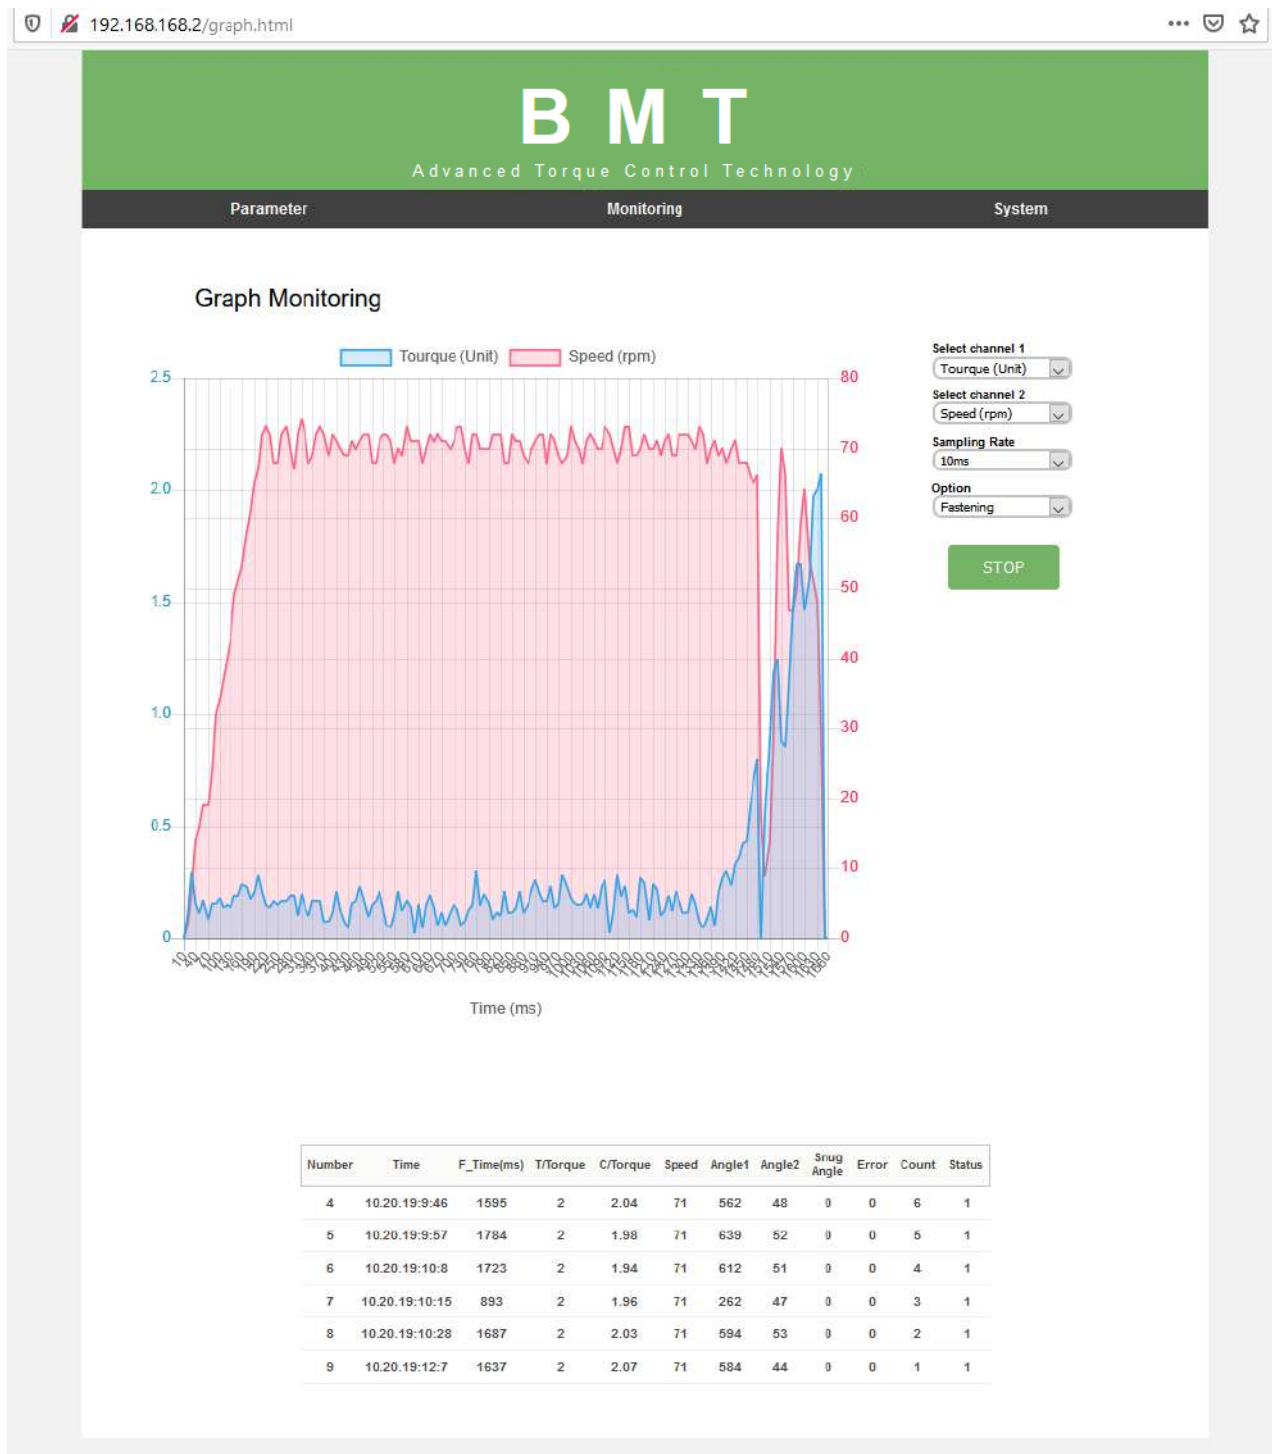 192.168.168.2/graph.html
B M T
Advanced Torque Control Technology
Parameter Monitoring System
Graph Monitoring
Tourque (Unit) Speed (rpm)
Select channel 1
Tourque (Unit)
Select channel 2
Speed (rpm)
Sampling Rate
10ms
Option
Fastening
STOP
2.5 80
70
2.0
60
1.5 50
40
1.0
30
20
0.5
10
0 0
Time (ms)
Number Time F_Time(ms) T/Torque C/Torque Speed Angle1 Angle2 Snug Angle Error Count Status
4 10.20.19:9:46 1595 2 2.04 71 562 48 0 0 6 1
5 10.20.19:9:57 1784 2 1.98 71 639 52 0 0 5 1
6 10.20.19:10:8 1723 2 1.94 71 612 51 0 0 4 1
7 10.20.19:10:15 893 2 1.96 71 262 47 0 0 3 1
8 10.20.19:10:28 1687 2 2.03 71 594 53 0 0 2 1
9 10.20.19:12:7 1637 2 2.07 71 584 44 0 0 1 1